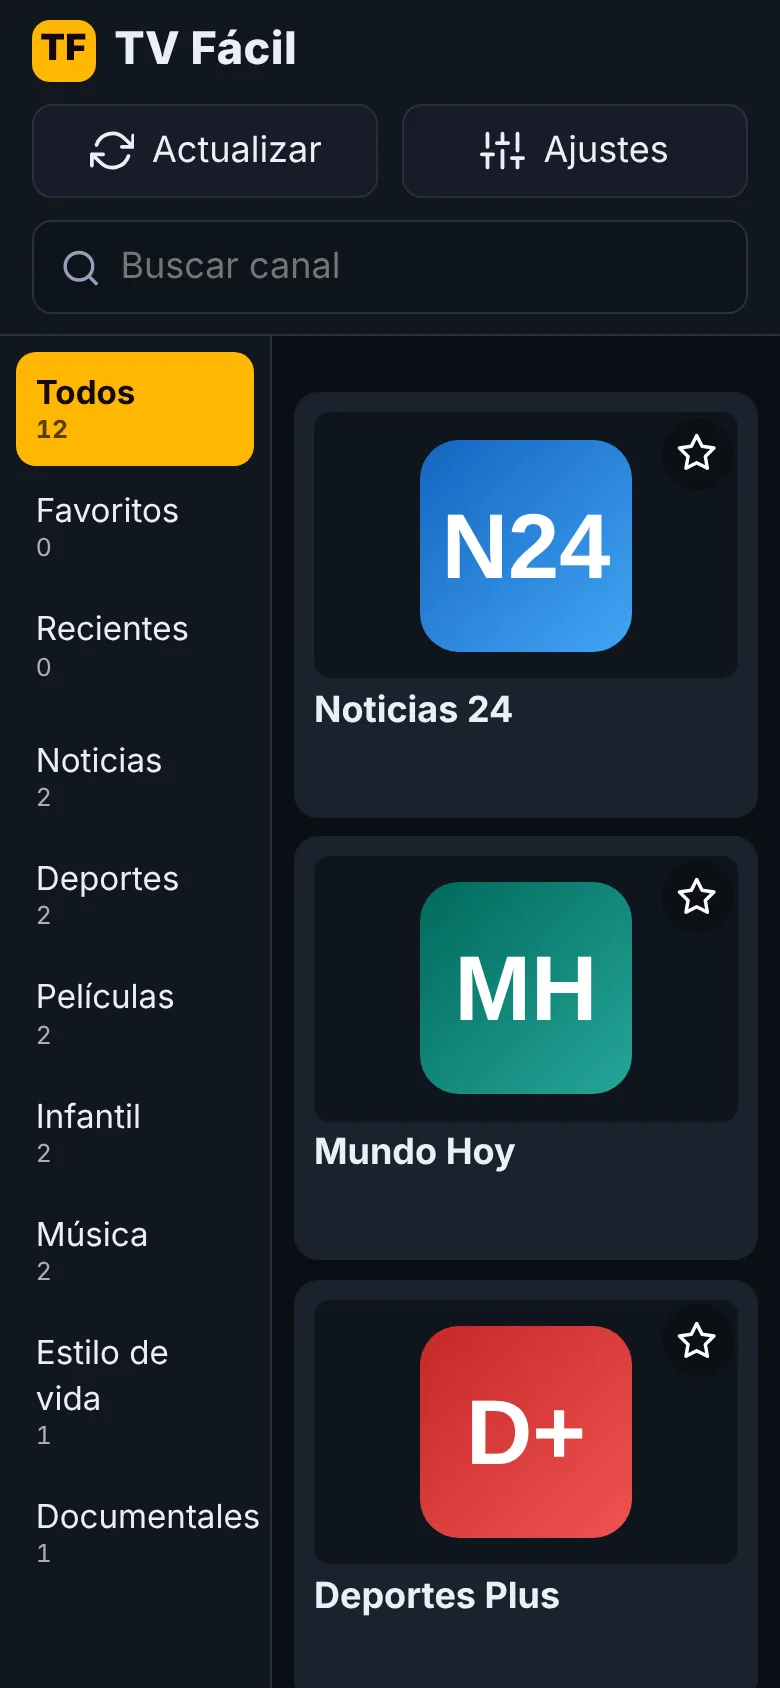 TF TV Fácil
Actualizar
Ajustes
Buscar canal
Todos
12
Favoritos
0
Recientes
0
Noticias
2
Deportes
2
Películas
2
Infantil
2
Música
2
Estilo de
vida
1
Documentales
1
N24
Noticias 24
MH
Mundo Hoy
D+
Deportes Plus